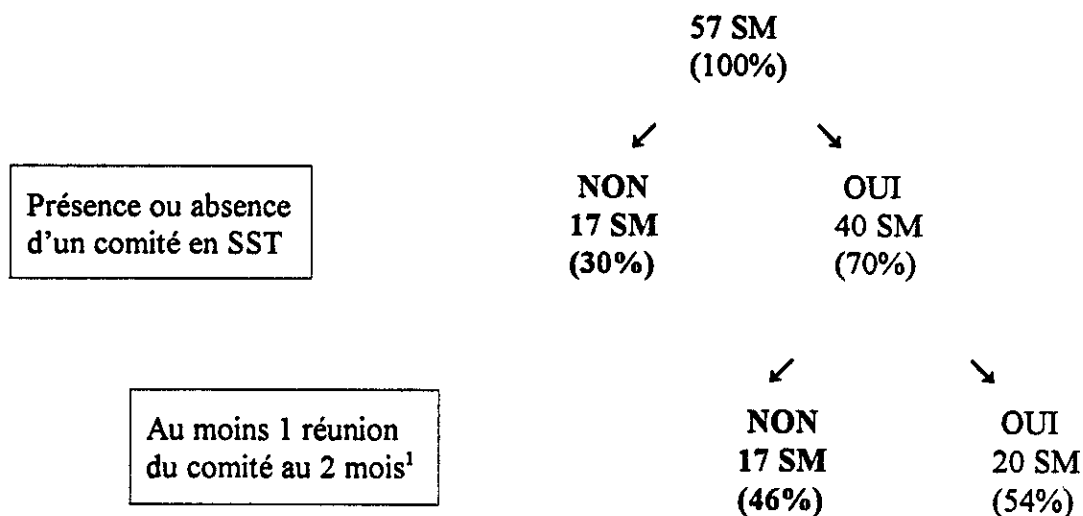 57 SM
(100%)
↙ ↘
Présence ou absence
d'un comité en SST
NON OUI
17 SM 40 SM
(30%) (70%)
↙ ↘
Au moins 1 réunion
du comité au 2 mois¹
NON OUI
17 SM 20 SM
(46%) (54%)